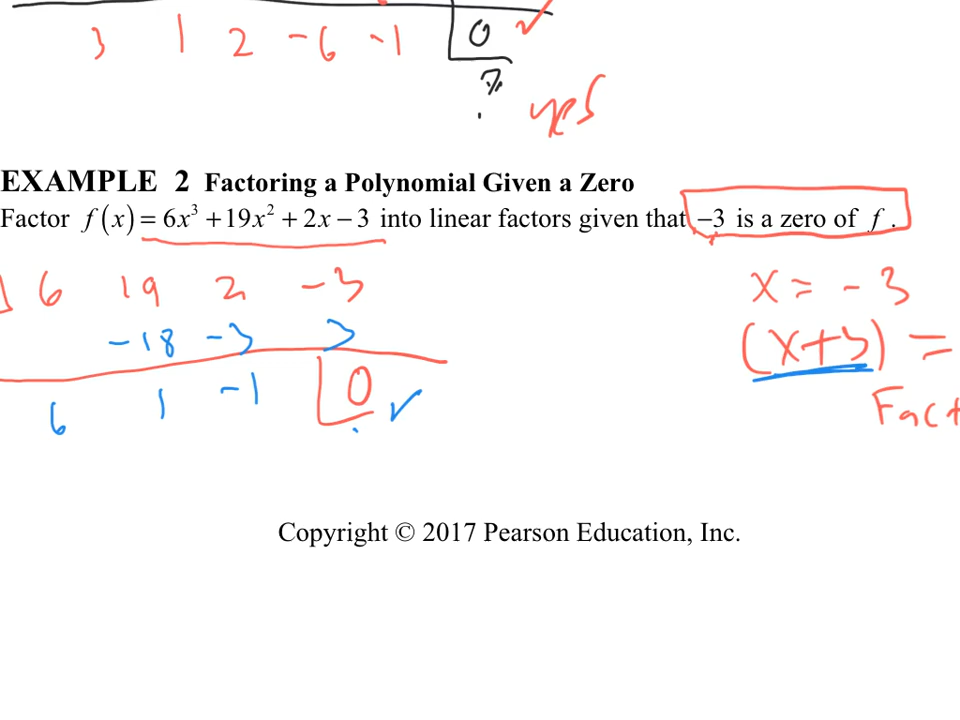 3 1 2 -6 -1 0 ✓
? yes
EXAMPLE 2 Factoring a Polynomial Given a Zero
Factor f(x) = 6x³ + 19x² + 2x − 3 into linear factors given that −3 is a zero of f .
6 19 2 -3
x = -3
-18 -3 3
(x+3) =
6 1 -1 0 ✓
Fact
Copyright © 2017 Pearson Education, Inc.